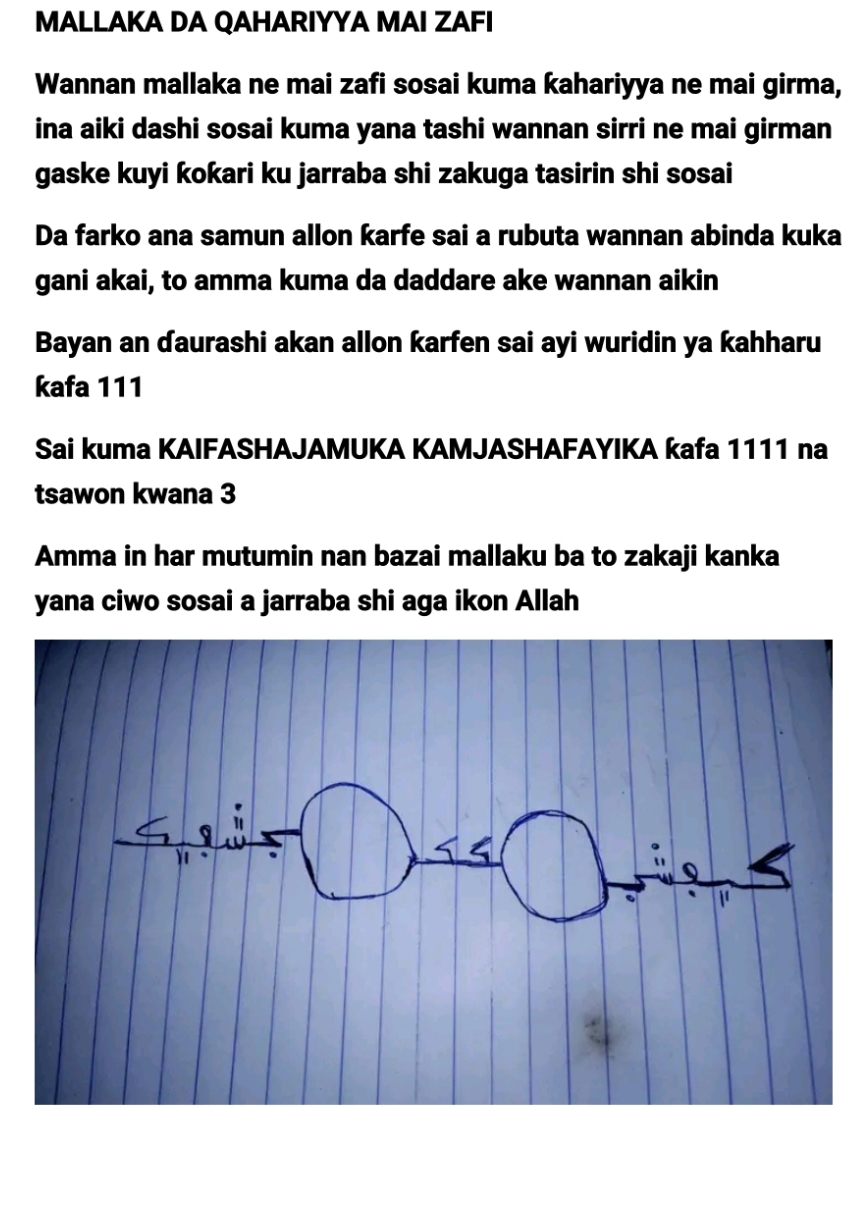 MALLAKA DA QAHARIYYA MAI ZAFI
Wannan mallaka ne mai zafi sosai kuma ƙahariyya ne mai girma,
ina aiki dashi sosai kuma yana tashi wannan sirri ne mai girman
gaske kuyi ƙoƙari ku jarraba shi zakuga tasirin shi sosai
Da farko ana samun allon ƙarfe sai a rubuta wannan abinda kuka
gani akai, to amma kuma da daddare ake wannan aikin
Bayan an ɗaurashi akan allon ƙarfen sai ayi wuridin ya ƙahharu
ƙafa 111
Sai kuma KAIFASHAJAMUKA KAMJASHAFAYIKA ƙafa 1111 na
tsawon kwana 3
Amma in har mutumin nan bazai mallaku ba to zakaji kanka
yana ciwo sosai a jarraba shi aga ikon Allah